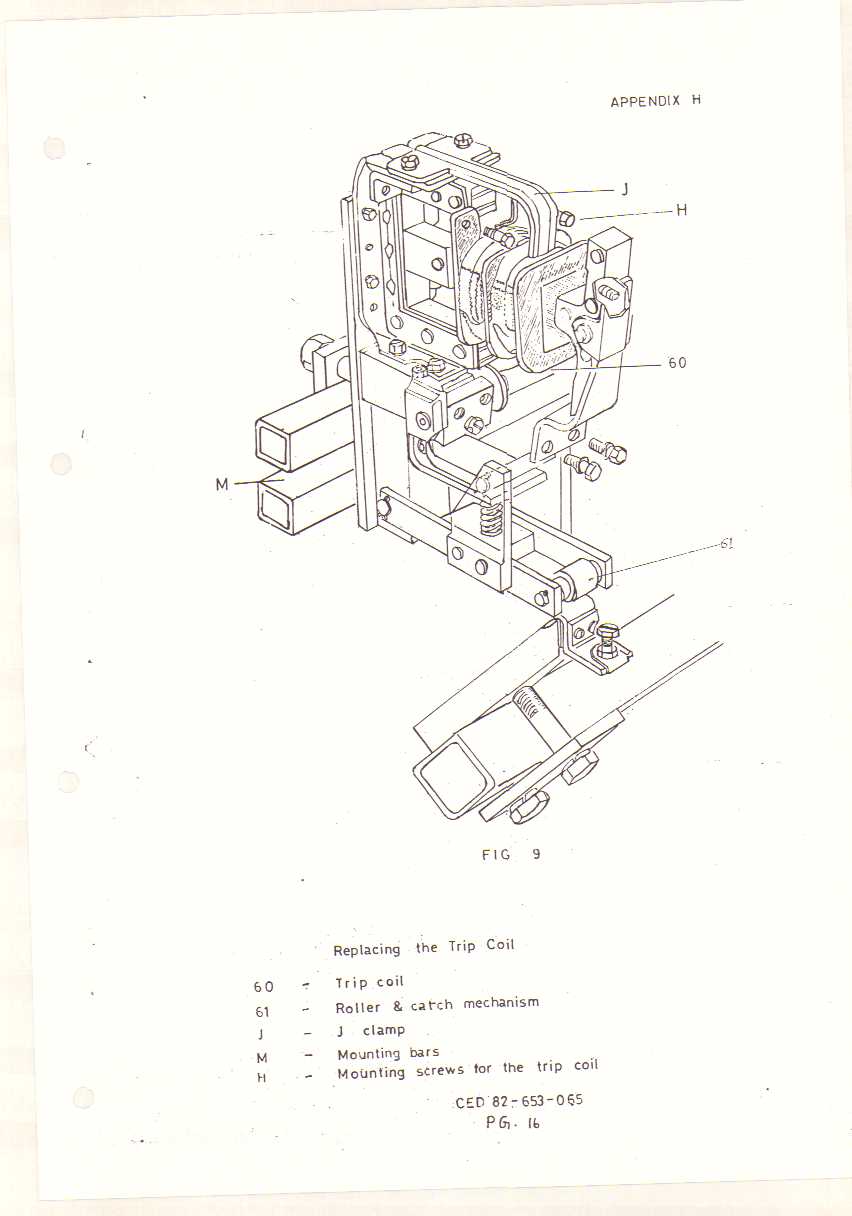 APPENDIX H
J
H
60
M
61
FIG 9
Replacing the Trip Coil
60 - Trip coil
61 - Roller & catch mechanism
J - J clamp
M - Mounting bars
H - Mounting screws for the trip coil
CED 82-653-065
PG. 16